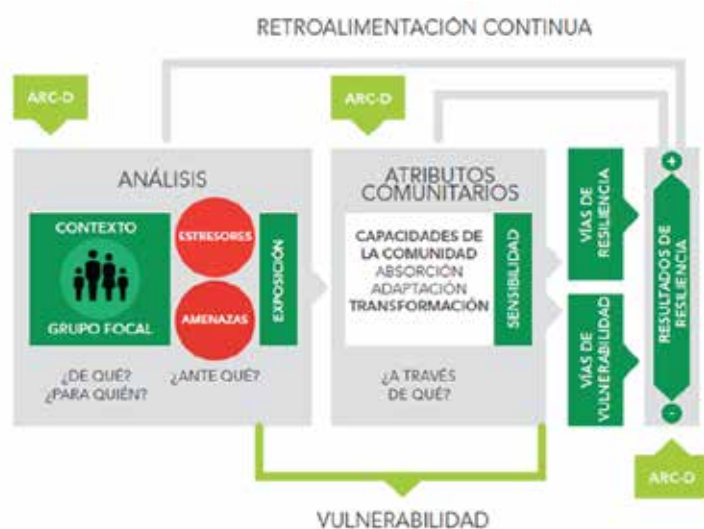 RETROALIMENTACIÓN CONTINUA
ARC-D
ARC-D
ANÁLISIS
CONTEXTO
GRUPO FOCAL
ESTRESORES
AMENAZAS
EXPOSICIÓN
¿DE QUÉ?
¿PARA QUIÉN?
¿ANTE QUÉ?
ATRIBUTOS
COMUNITARIOS
CAPACIDADES DE
LA COMUNIDAD
ABSORCIÓN
ADAPTACIÓN
TRANSFORMACIÓN
SENSIBILIDAD
¿A TRAVÉS
DE QUÉ?
VÍAS DE
RESILIENCIA
VÍAS DE
VULNERABILIDAD
+
RESULTADOS DE
RESILIENCIA
-
ARC-D
VULNERABILIDAD